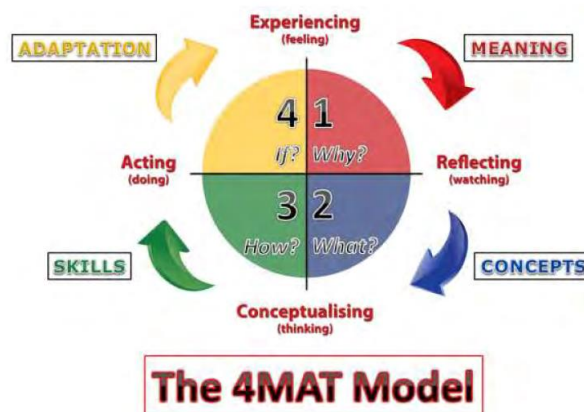 Experiencing
(feeling)
ADAPTATION
MEANING
4 1
If? Why?
Acting
(doing)
Reflecting
(watching)
3 2
How? What?
SKILLS
CONCEPTS
Conceptualising
(thinking)
The 4MAT Model